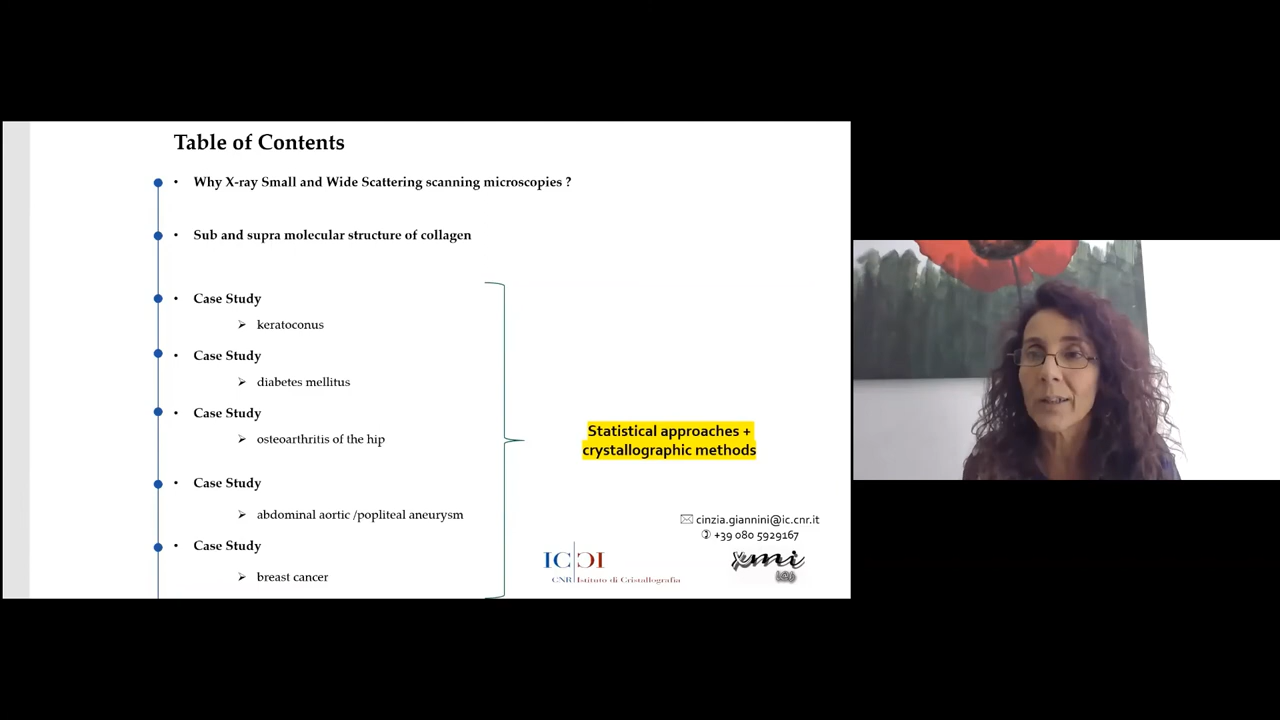 Table of Contents
• Why X-ray Small and Wide Scattering scanning microscopies ?
• Sub and supra molecular structure of collagen
• Case Study
➢ keratoconus
• Case Study
➢ diabetes mellitus
• Case Study
➢ osteoarthritis of the hip
• Case Study
➢ abdominal aortic /popliteal aneurysm
• Case Study
➢ breast cancer
Statistical approaches +
crystallographic methods
✉ cinzia.giannini@ic.cnr.it
✆ +39 080 5929167
CNR Istituto di Cristallografia
xmi